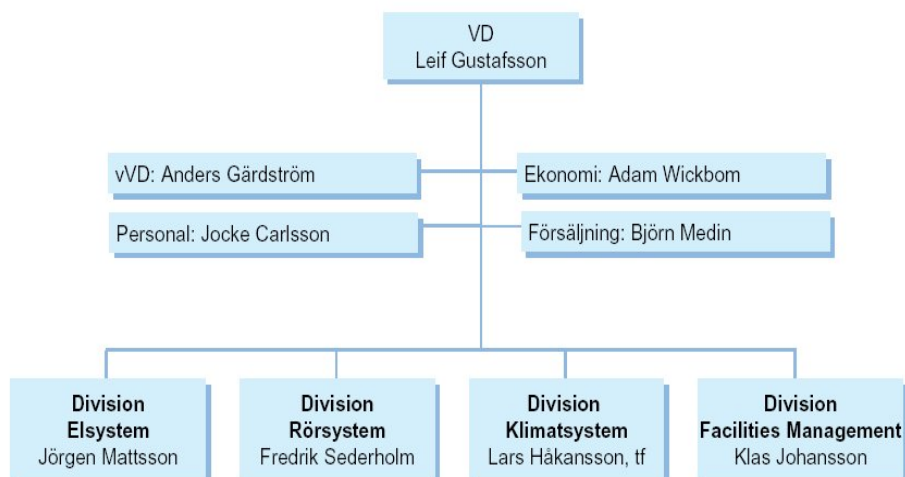 VD
Leif Gustafsson
vVD: Anders Gärdström
Ekonomi: Adam Wickbom
Personal: Jocke Carlsson
Försäljning: Björn Medin
Division
Elsystem
Jörgen Mattsson
Division
Rörsystem
Fredrik Sederholm
Division
Klimatsystem
Lars Håkansson, tf
Division
Facilities Management
Klas Johansson